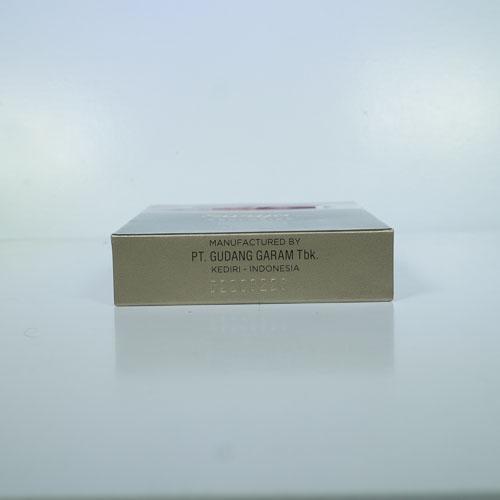 MANUFACTURED BY
PT. GUDANG GARAM Tbk.
KEDIRI - INDONESIA